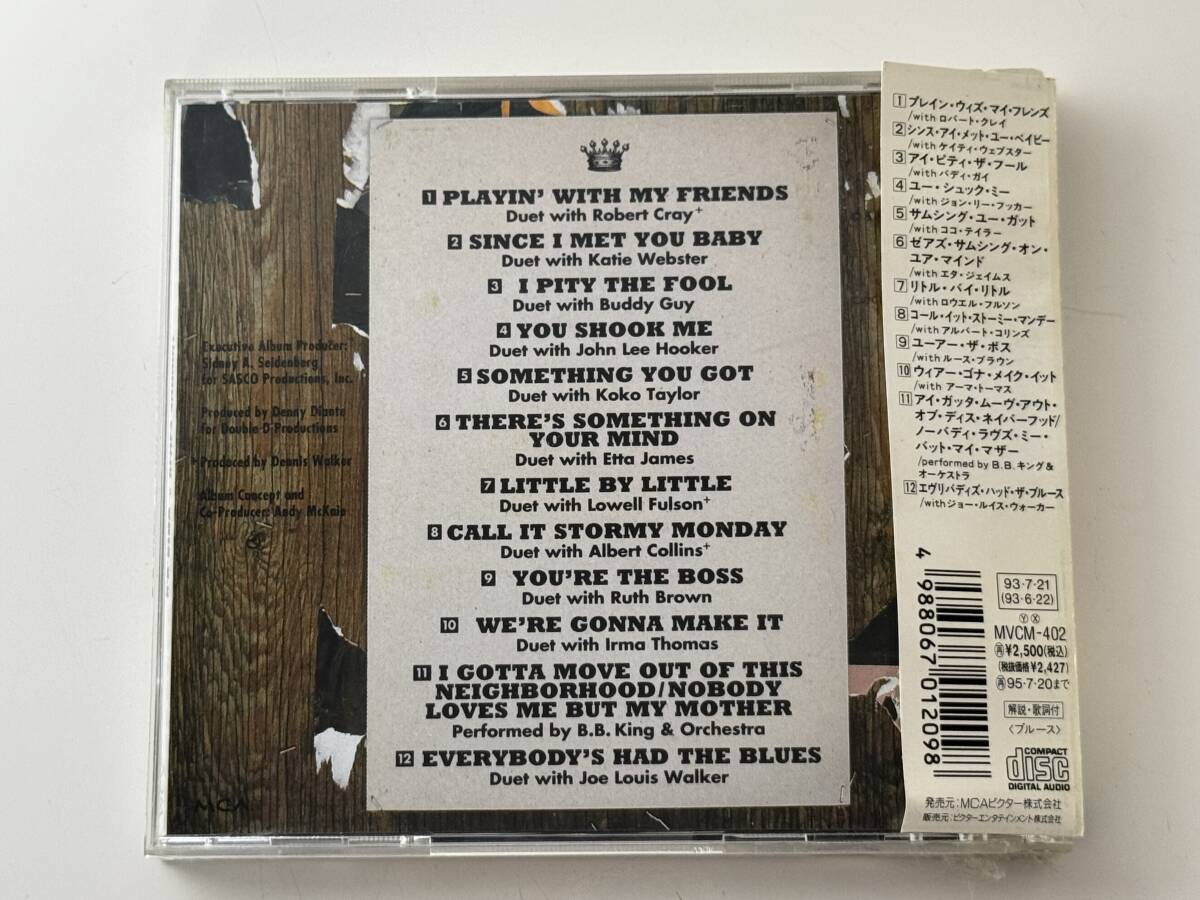 1 PLAYIN' WITH MY FRIENDS
Duet with Robert Cray+
2 SINCE I MET YOU BABY
Duet with Katie Webster
3 I PITY THE FOOL
Duet with Buddy Guy
4 YOU SHOOK ME
Duet with John Lee Hooker
5 SOMETHING YOU GOT
Duet with Koko Taylor
6 THERE'S SOMETHING ON
YOUR MIND
Duet with Etta James
7 LITTLE BY LITTLE
Duet with Lowell Fulson+
8 CALL IT STORMY MONDAY
Duet with Albert Collins+
9 YOU'RE THE BOSS
Duet with Ruth Brown
10 WE'RE GONNA MAKE IT
Duet with Irma Thomas
11 I GOTTA MOVE OUT OF THIS
NEIGHBORHOOD/NOBODY
LOVES ME BUT MY MOTHER
Performed by B.B. King & Orchestra
12 EVERYBODY'S HAD THE BLUES
Duet with Joe Louis Walker
Executive Album Producer:
Sidney A. Seidenberg
for SASCO Productions, Inc.
Produced by Denny Diante
for Double-D-Productions
+Produced by Dennis Walker
Album Concept and
Co-Producer: Andy McKaie
MCA
1 プレイン・ウィズ・マイ・フレンズ
/with ロバート・クレイ
2 シンス・アイ・メット・ユー・ベイビー
/with ケイティ・ウェブスター
3 アイ・ピティ・ザ・フール
/with バディ・ガイ
4 ユー・シュック・ミー
/with ジョン・リー・フッカー
5 サムシング・ユー・ガット
/with ココ・テイラー
6 ゼアズ・サムシング・オン・
ユア・マインド
/with エタ・ジェイムス
7 リトル・バイ・リトル
/with ロウエル・フルソン
8 コール・イット・ストーミー・マンデー
/with アルバート・コリンズ
9 ユーアー・ザ・ボス
/with ルース・ブラウン
10 ウィアー・ゴナ・メイク・イット
/with アーマ・トーマス
11 アイ・ガッタ・ムーヴ・アウト・
オブ・ディス・ネイバーフッド/
ノーバディ・ラヴズ・ミー・
バット・マイ・マザー
/performed by B.B.キング&
オーケストラ
12 エヴリバディズ・ハッド・ザ・ブルース
/with ジョー・ルイス・ウォーカー
4 988067 012098
93・7・21
(93・6・22)
Ⓨ Ⓧ
MVCM-402
㊢¥2,500(税込)
(税抜価格¥2,427)
㊢95・7・20まで
解説・歌詞付
〈ブルース〉
COMPACT
disc
DIGITAL AUDIO
発売元:MCAビクター株式会社
販売元:ビクターエンタテインメント株式会社